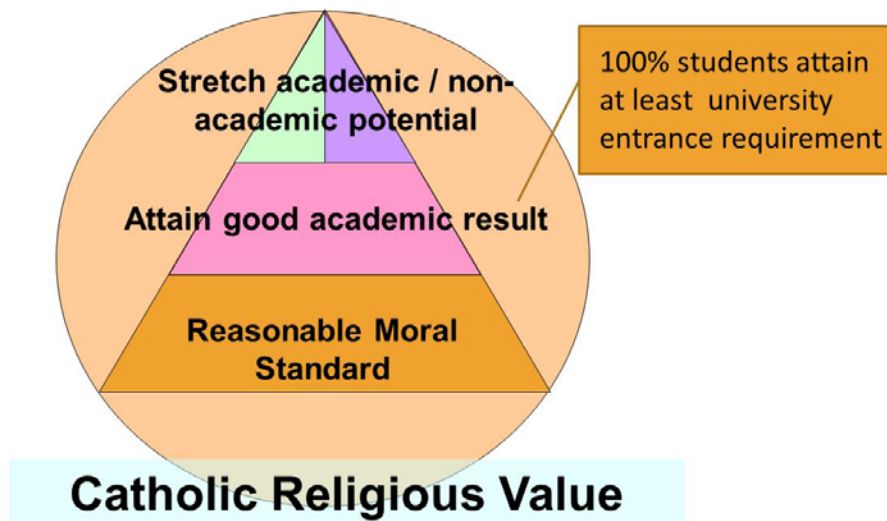 Stretch academic / non-
academic potential
100% students attain
at least university
entrance requirement
Attain good academic result
Reasonable Moral
Standard
Catholic Religious Value